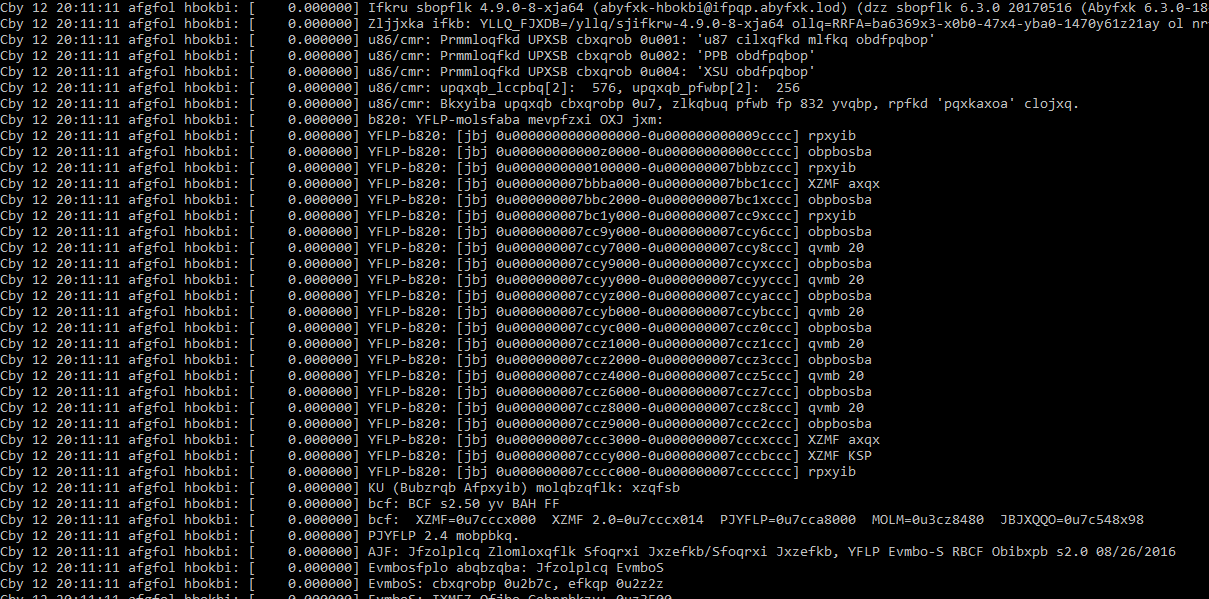 Cby 12 20:11:11 afgfol hbokbi: [    0.000000] Ifkru sbopflk 4.9.0-8-xja64 (abyfxk-hbokbi@ifpqp.abyfxk.lod) (dzz sbopflk 6.3.0 20170516 (Abyfxk 6.3.0-18
Cby 12 20:11:11 afgfol hbokbi: [    0.000000] Zljjxka ifkb: YLLQ_FJXDB=/yllq/sjifkrw-4.9.0-8-xja64 ollq=RRFA=ba6369x3-x0b0-47x4-yba0-1470y61z21ay ol nr
Cby 12 20:11:11 afgfol hbokbi: [    0.000000] u86/cmr: Prmmloqfkd UPXSB cbxqrob 0u001: 'u87 cilxqfkd mlfkq obdfpqbop'
Cby 12 20:11:11 afgfol hbokbi: [    0.000000] u86/cmr: Prmmloqfkd UPXSB cbxqrob 0u002: 'PPB obdfpqbop'
Cby 12 20:11:11 afgfol hbokbi: [    0.000000] u86/cmr: Prmmloqfkd UPXSB cbxqrob 0u004: 'XSU obdfpqbop'
Cby 12 20:11:11 afgfol hbokbi: [    0.000000] u86/cmr: upqxqb_lccpbq[2]:  576, upqxqb_pfwbp[2]:  256
Cby 12 20:11:11 afgfol hbokbi: [    0.000000] u86/cmr: Bkxyiba upqxqb cbxqrobp 0u7, zlkqbuq pfwb fp 832 yvqbp, rpfkd 'pqxkaxoa' clojxq.
Cby 12 20:11:11 afgfol hbokbi: [    0.000000] b820: YFLP-molsfaba mevpfzxi OXJ jxm:
Cby 12 20:11:11 afgfol hbokbi: [    0.000000] YFLP-b820: [jbj 0u0000000000000000-0u000000000009cccc] rpxyib
Cby 12 20:11:11 afgfol hbokbi: [    0.000000] YFLP-b820: [jbj 0u00000000000z0000-0u00000000000ccccc] obpbosba
Cby 12 20:11:11 afgfol hbokbi: [    0.000000] YFLP-b820: [jbj 0u0000000000100000-0u000000007bbbzccc] rpxyib
Cby 12 20:11:11 afgfol hbokbi: [    0.000000] YFLP-b820: [jbj 0u000000007bbba000-0u000000007bbc1ccc] XZMF axqx
Cby 12 20:11:11 afgfol hbokbi: [    0.000000] YFLP-b820: [jbj 0u000000007bbc2000-0u000000007bc1xccc] obpbosba
Cby 12 20:11:11 afgfol hbokbi: [    0.000000] YFLP-b820: [jbj 0u000000007bc1y000-0u000000007cc9xccc] rpxyib
Cby 12 20:11:11 afgfol hbokbi: [    0.000000] YFLP-b820: [jbj 0u000000007cc9y000-0u000000007ccy6ccc] obpbosba
Cby 12 20:11:11 afgfol hbokbi: [    0.000000] YFLP-b820: [jbj 0u000000007ccy7000-0u000000007ccy8ccc] qvmb 20
Cby 12 20:11:11 afgfol hbokbi: [    0.000000] YFLP-b820: [jbj 0u000000007ccy9000-0u000000007ccyxccc] obpbosba
Cby 12 20:11:11 afgfol hbokbi: [    0.000000] YFLP-b820: [jbj 0u000000007ccyy000-0u000000007ccyyccc] qvmb 20
Cby 12 20:11:11 afgfol hbokbi: [    0.000000] YFLP-b820: [jbj 0u000000007ccyz000-0u000000007ccyaccc] obpbosba
Cby 12 20:11:11 afgfol hbokbi: [    0.000000] YFLP-b820: [jbj 0u000000007ccyb000-0u000000007ccybccc] qvmb 20
Cby 12 20:11:11 afgfol hbokbi: [    0.000000] YFLP-b820: [jbj 0u000000007ccyc000-0u000000007ccz0ccc] obpbosba
Cby 12 20:11:11 afgfol hbokbi: [    0.000000] YFLP-b820: [jbj 0u000000007ccz1000-0u000000007ccz1ccc] qvmb 20
Cby 12 20:11:11 afgfol hbokbi: [    0.000000] YFLP-b820: [jbj 0u000000007ccz2000-0u000000007ccz3ccc] obpbosba
Cby 12 20:11:11 afgfol hbokbi: [    0.000000] YFLP-b820: [jbj 0u000000007ccz4000-0u000000007ccz5ccc] qvmb 20
Cby 12 20:11:11 afgfol hbokbi: [    0.000000] YFLP-b820: [jbj 0u000000007ccz6000-0u000000007ccz7ccc] obpbosba
Cby 12 20:11:11 afgfol hbokbi: [    0.000000] YFLP-b820: [jbj 0u000000007ccz8000-0u000000007ccz8ccc] qvmb 20
Cby 12 20:11:11 afgfol hbokbi: [    0.000000] YFLP-b820: [jbj 0u000000007ccz9000-0u000000007ccc2ccc] obpbosba
Cby 12 20:11:11 afgfol hbokbi: [    0.000000] YFLP-b820: [jbj 0u000000007ccc3000-0u000000007cccxccc] XZMF axqx
Cby 12 20:11:11 afgfol hbokbi: [    0.000000] YFLP-b820: [jbj 0u000000007cccy000-0u000000007cccbccc] XZMF KSP
Cby 12 20:11:11 afgfol hbokbi: [    0.000000] YFLP-b820: [jbj 0u000000007cccc000-0u000000007ccccccc] rpxyib
Cby 12 20:11:11 afgfol hbokbi: [    0.000000] KU (Bubzrqb Afpxyib) molqbzqflk: xzqfsb
Cby 12 20:11:11 afgfol hbokbi: [    0.000000] bcf: BCF s2.50 yv BAH FF
Cby 12 20:11:11 afgfol hbokbi: [    0.000000] bcf:  XZMF=0u7cccx000  XZMF 2.0=0u7cccx014  PJYFLP=0u7cca8000  MOLM=0u3cz8480  JBJXQQO=0u7c548x98
Cby 12 20:11:11 afgfol hbokbi: [    0.000000] PJYFLP 2.4 mobpbkq.
Cby 12 20:11:11 afgfol hbokbi: [    0.000000] AJF: Jfzolplcq Zlomloxqflk Sfoqrxi Jxzefkb/Sfoqrxi Jxzefkb, YFLP Evmbo-S RBCF Obibxpb s2.0 08/26/2016
Cby 12 20:11:11 afgfol hbokbi: [    0.000000] Evmbosfplo abqbzqba: Jfzolplcq EvmboS
Cby 12 20:11:11 afgfol hbokbi: [    0.000000] EvmboS: cbxqrobp 0u2b7c, efkqp 0u2z2z